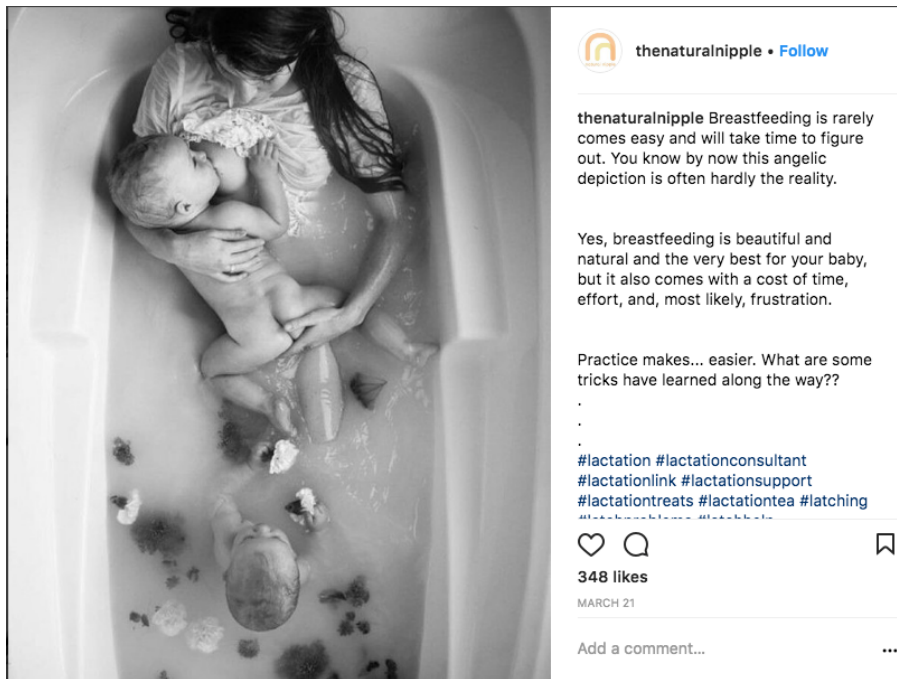 thenaturalnipple • Follow
thenaturalnipple Breastfeeding is rarely
comes easy and will take time to figure
out. You know by now this angelic
depiction is often hardly the reality.
Yes, breastfeeding is beautiful and
natural and the very best for your baby,
but it also comes with a cost of time,
effort, and, most likely, frustration.
Practice makes... easier. What are some
tricks have learned along the way??
.
.
.
#lactation #lactationconsultant
#lactationlink #lactationsupport
#lactationtreats #lactationtea #latching
#latchproblems #latchhelp
348 likes
MARCH 21
Add a comment...